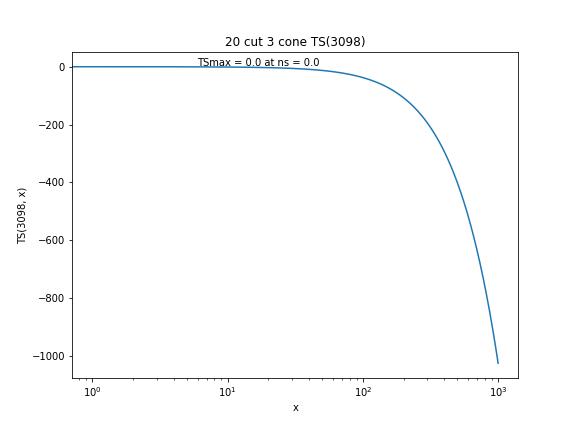 20 cut 3 cone TS(3098)
TSmax = 0.0 at ns = 0.0
TS(3098, x)
0
−200
−400
−600
−800
−1000
10⁰ 10¹ 10² 10³
x